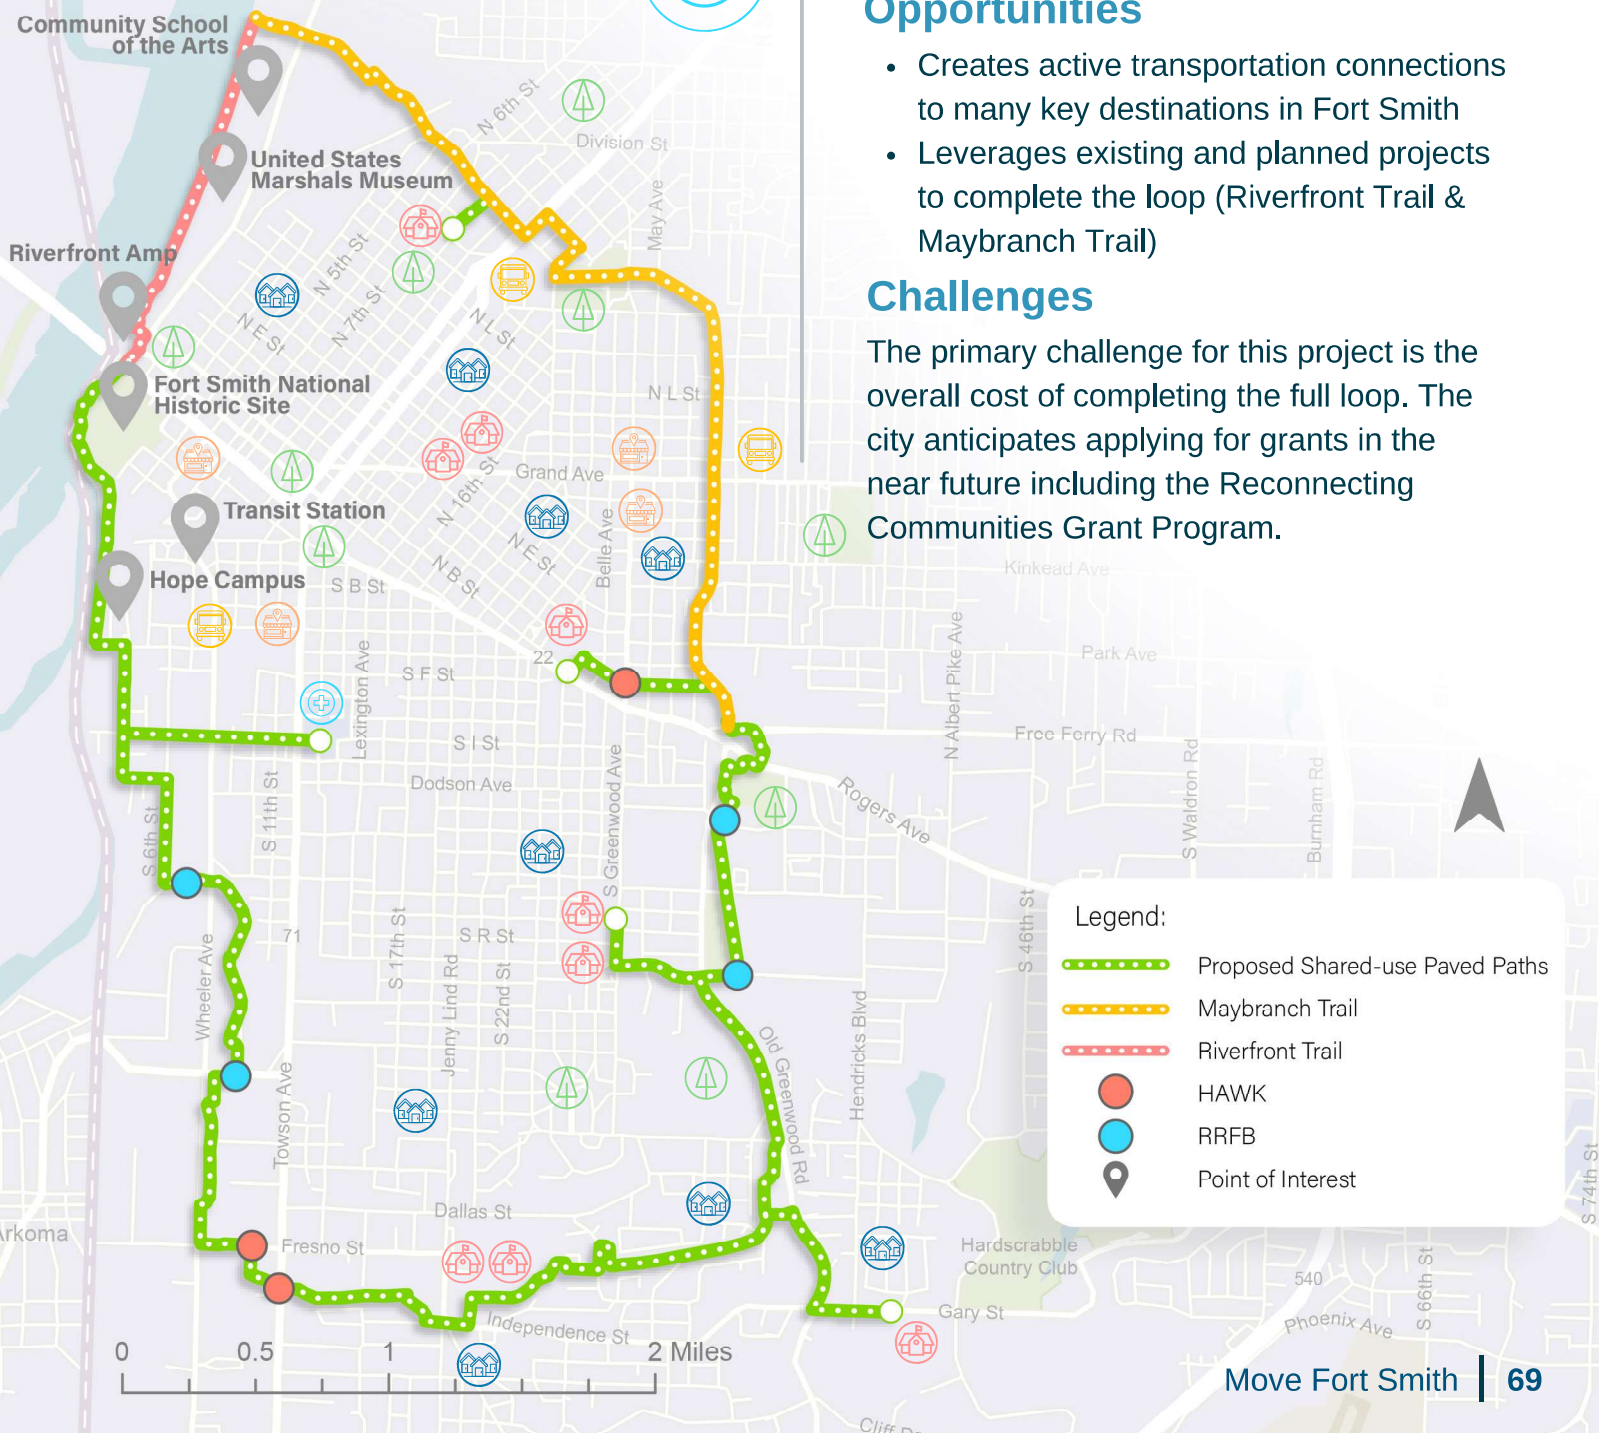 Community School
of the Arts
United States
Marshals Museum
Riverfront Amp
Fort Smith National
Historic Site
Transit Station
Hope Campus
N 6th St
Division St
May Ave
N 5th St
N 7th St
N E St
N L St
N L St
Grand Ave
N 16th St
N E St
Belle Ave
N B St
S B St
22
S F St
Lexington Ave
S I St
Dodson Ave
S 11th St
S 6th St
S Greenwood Ave
Rogers Ave
Kinkead Ave
Park Ave
N Albert Pike Ave
Free Ferry Rd
S Waldron Rd
Burnham Rd
S 46th St
71
S 17th St
S R St
Jenny Lind Rd
S 22nd St
Wheeler Ave
Towson Ave
Old Greenwood Rd
Hendricks Blvd
Dallas St
Fresno St
Independence St
Hardscrabble
Country Club
Gary St
540
Phoenix Ave
S 66th St
S 74th St
rkoma
0
0.5
1
2 Miles
Opportunities
• Creates active transportation connections
to many key destinations in Fort Smith
• Leverages existing and planned projects
to complete the loop (Riverfront Trail &
Maybranch Trail)
Challenges
The primary challenge for this project is the
overall cost of completing the full loop. The
city anticipates applying for grants in the
near future including the Reconnecting
Communities Grant Program.
Legend:
Proposed Shared-use Paved Paths
Maybranch Trail
Riverfront Trail
HAWK
RRFB
Point of Interest
Move Fort Smith | 69